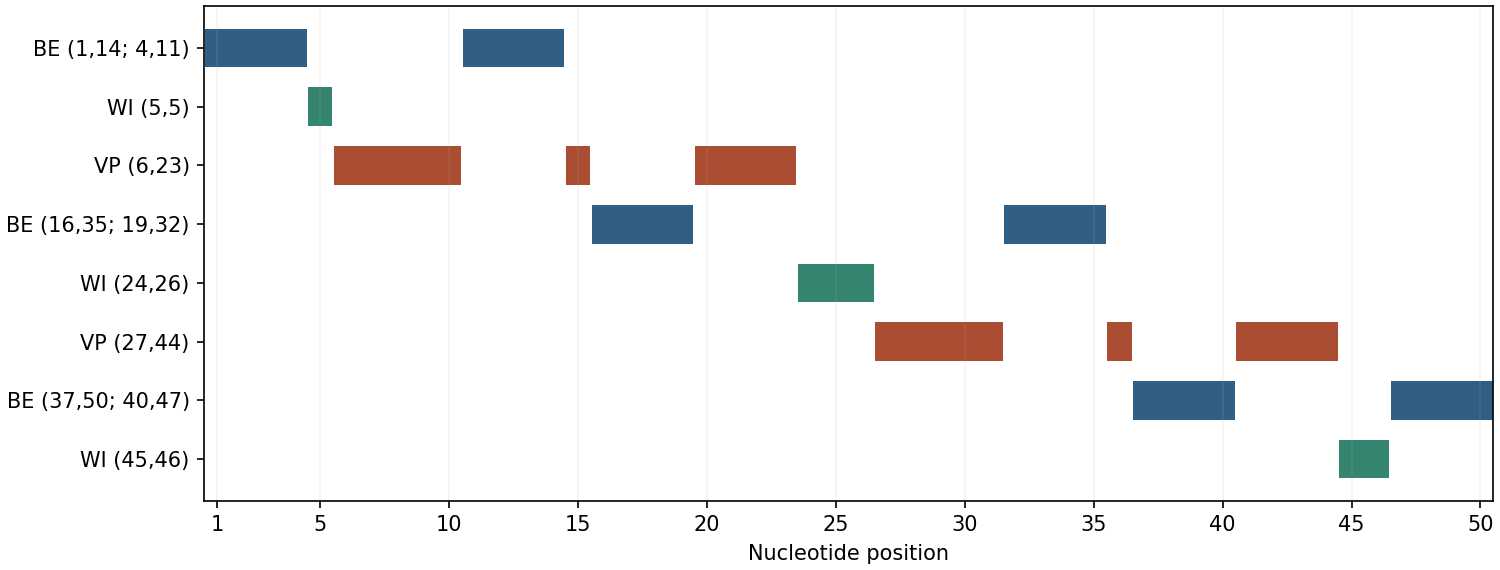 BE (1,14; 4,11)
WI (5,5)
VP (6,23)
BE (16,35; 19,32)
WI (24,26)
VP (27,44)
BE (37,50; 40,47)
WI (45,46)
1 5 10 15 20 25 30 35 40 45 50
Nucleotide position